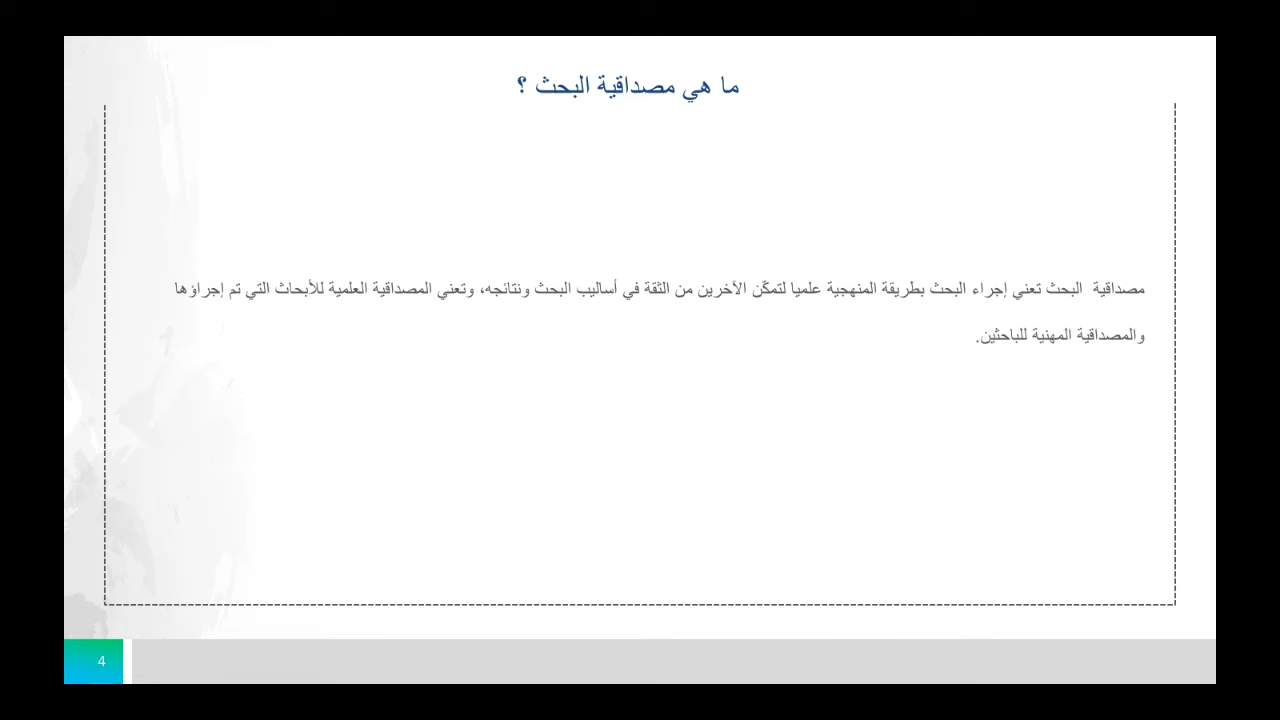 ما هي مصداقية البحث ؟
مصداقية البحث تعني إجراء البحث بطريقة المنهجية علميا لتمكّن الآخرين من الثقة في أساليب البحث ونتائجه، وتعني المصداقية العلمية للأبحاث التي تم إجراؤها
والمصداقية المهنية للباحثين.
4